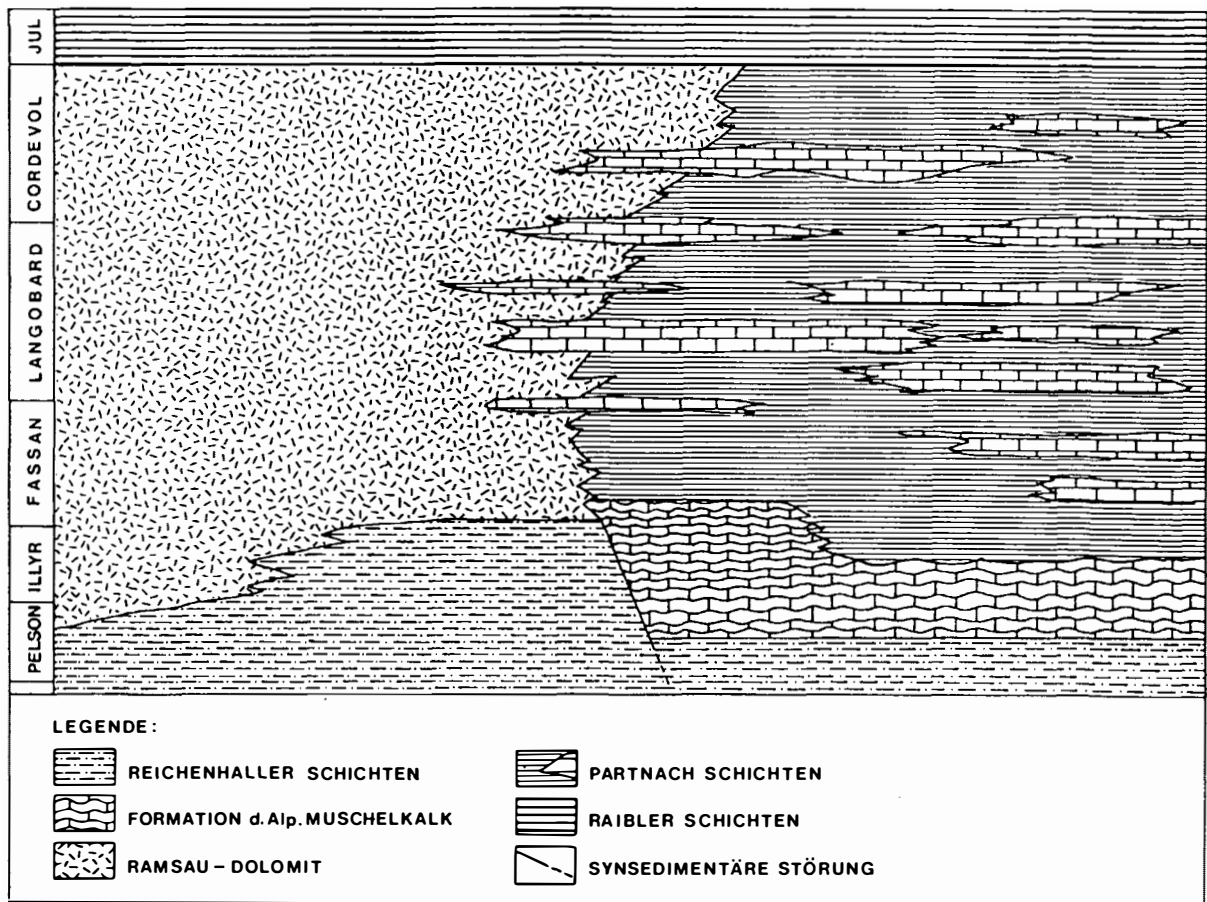 JUL
CORDEVOL
LANGOBARD
FASSAN
ILLYR
PELSON
LEGENDE:
REICHENHALLER SCHICHTEN
FORMATION d. Alp. MUSCHELKALK
RAMSAU – DOLOMIT
PARTNACH SCHICHTEN
RAIBLER SCHICHTEN
SYNSEDIMENTÄRE STÖRUNG